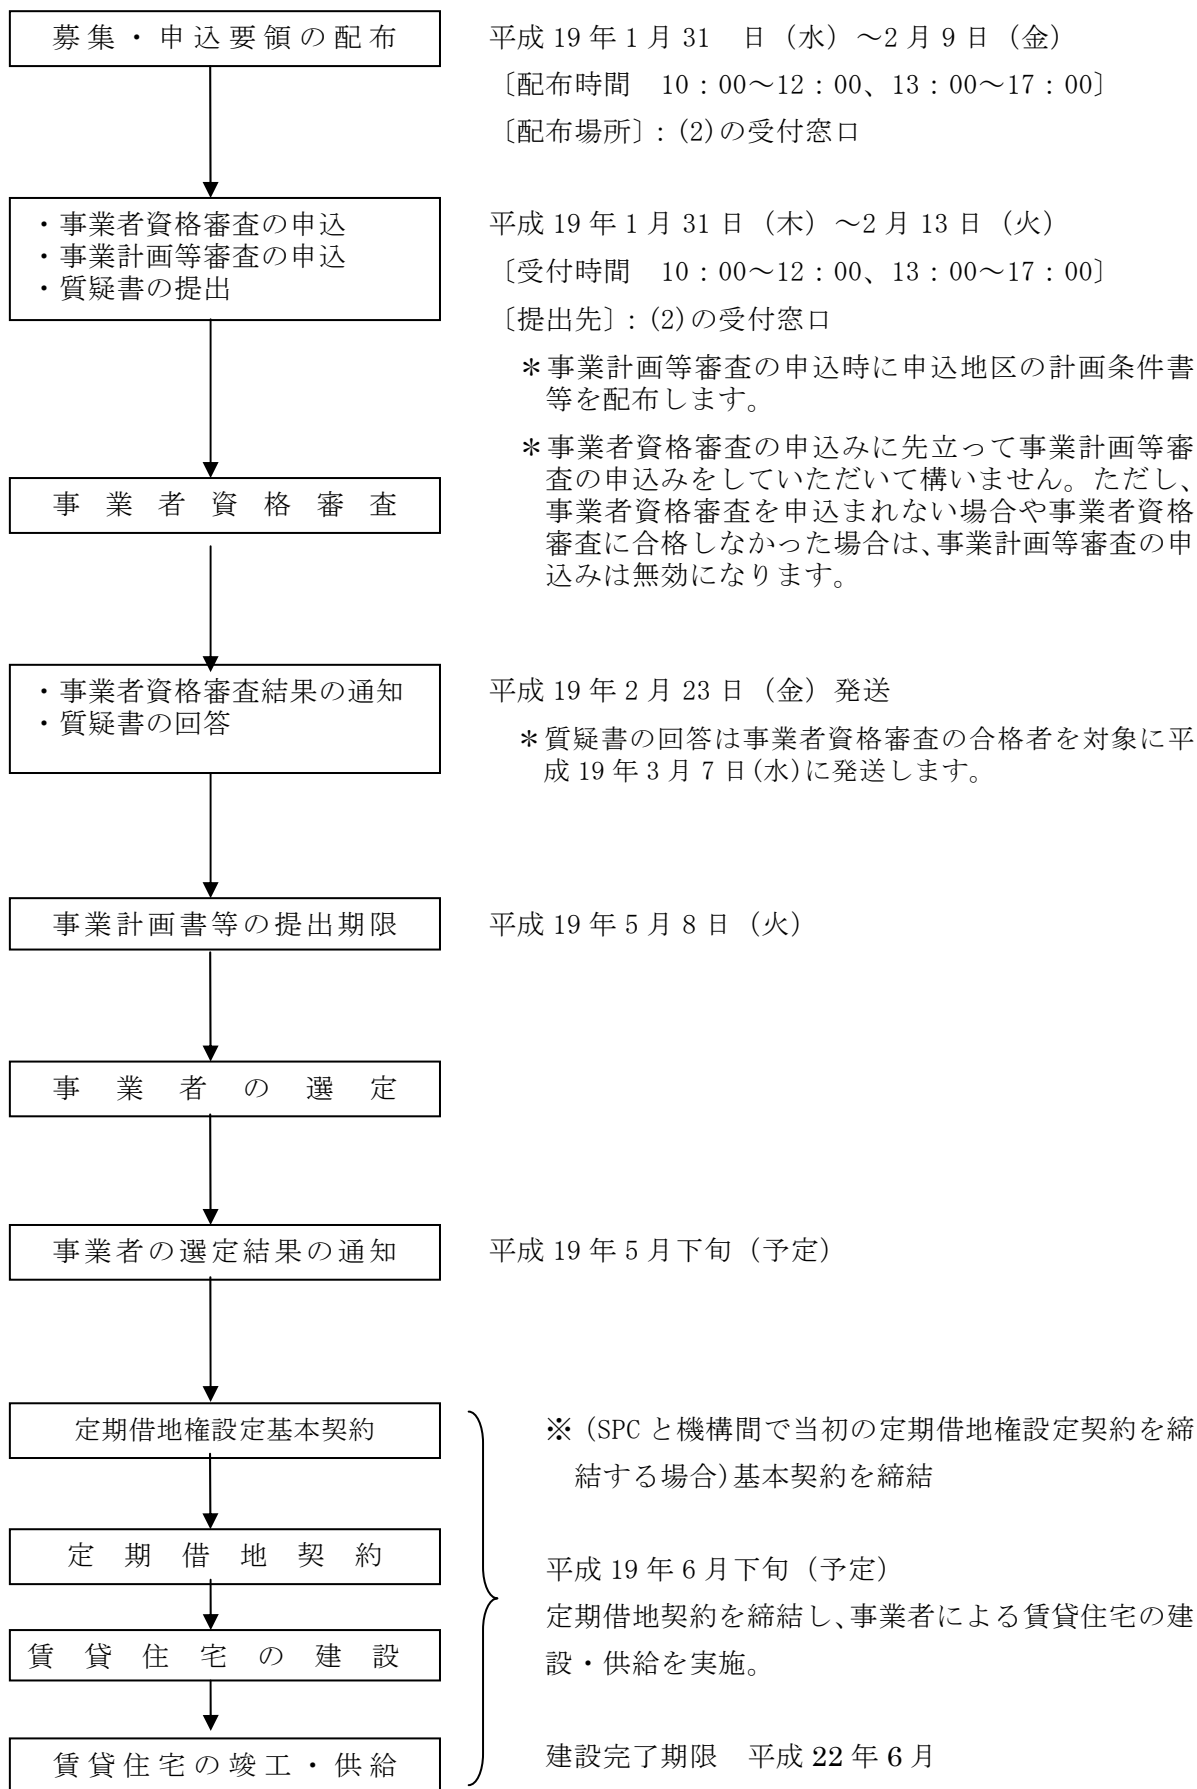 募集・申込要領の配布
平成 19 年 1 月 31　日（水）～2 月 9 日（金）
〔配布時間　10：00～12：00、13：00～17：00〕
〔配布場所〕：(2)の受付窓口
・事業者資格審査の申込
・事業計画等審査の申込
・質疑書の提出
平成 19 年 1 月 31 日（木）～2 月 13 日（火）
〔受付時間　10：00～12：00、13：00～17：00〕
〔提出先〕：(2)の受付窓口
＊事業計画等審査の申込時に申込地区の計画条件書
等を配布します。
＊事業者資格審査の申込みに先立って事業計画等審
査の申込みをしていただいて構いません。ただし、
事業者資格審査を申込まれない場合や事業者資格
審査に合格しなかった場合は、事業計画等審査の申
込みは無効になります。
事　業　者　資　格　審　査
・事業者資格審査結果の通知
・質疑書の回答
平成 19 年 2 月 23 日（金）発送
＊質疑書の回答は事業者資格審査の合格者を対象に平
成 19 年 3 月 7 日(水)に発送します。
事業計画書等の提出期限
平成 19 年 5 月 8 日（火）
事　業　者　の　選　定
事業者の選定結果の通知
平成 19 年 5 月下旬（予定）
定期借地権設定基本契約
※（SPC と機構間で当初の定期借地権設定契約を締
結する場合)基本契約を締結
定　期　借　地　契　約
平成 19 年 6 月下旬（予定）
定期借地契約を締結し、事業者による賃貸住宅の建
設・供給を実施。
賃　貸　住　宅　の　建　設
賃貸住宅の竣工・供給
建設完了期限　平成 22 年 6 月